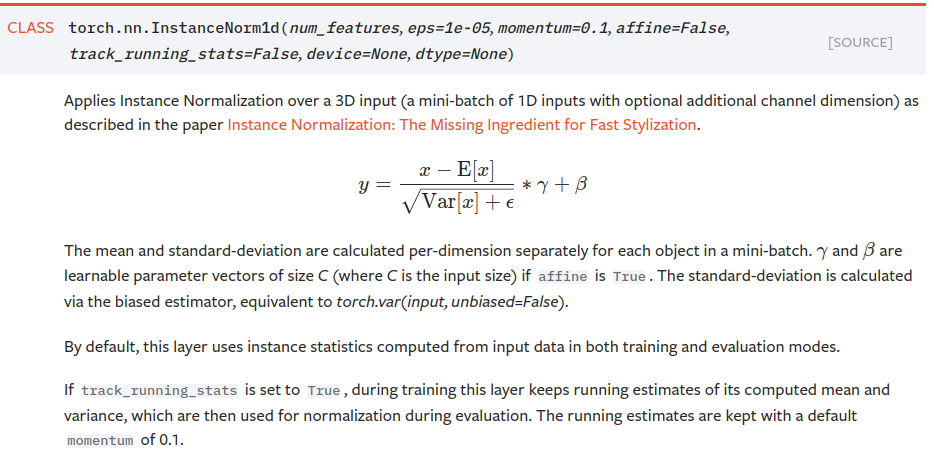 CLASS torch.nn.InstanceNorm1d(num_features, eps=1e-05, momentum=0.1, affine=False,
track_running_stats=False, device=None, dtype=None)
[SOURCE]
Applies Instance Normalization over a 3D input (a mini-batch of 1D inputs with optional additional channel dimension) as
described in the paper Instance Normalization: The Missing Ingredient for Fast Stylization.
y = \frac{x - E[x]}{\sqrt{Var[x] + ϵ}} * γ + β
The mean and standard-deviation are calculated per-dimension separately for each object in a mini-batch. γ and β are
learnable parameter vectors of size C (where C is the input size) if affine is True. The standard-deviation is calculated
via the biased estimator, equivalent to torch.var(input, unbiased=False).
By default, this layer uses instance statistics computed from input data in both training and evaluation modes.
If track_running_stats is set to True, during training this layer keeps running estimates of its computed mean and
variance, which are then used for normalization during evaluation. The running estimates are kept with a default
momentum of 0.1.